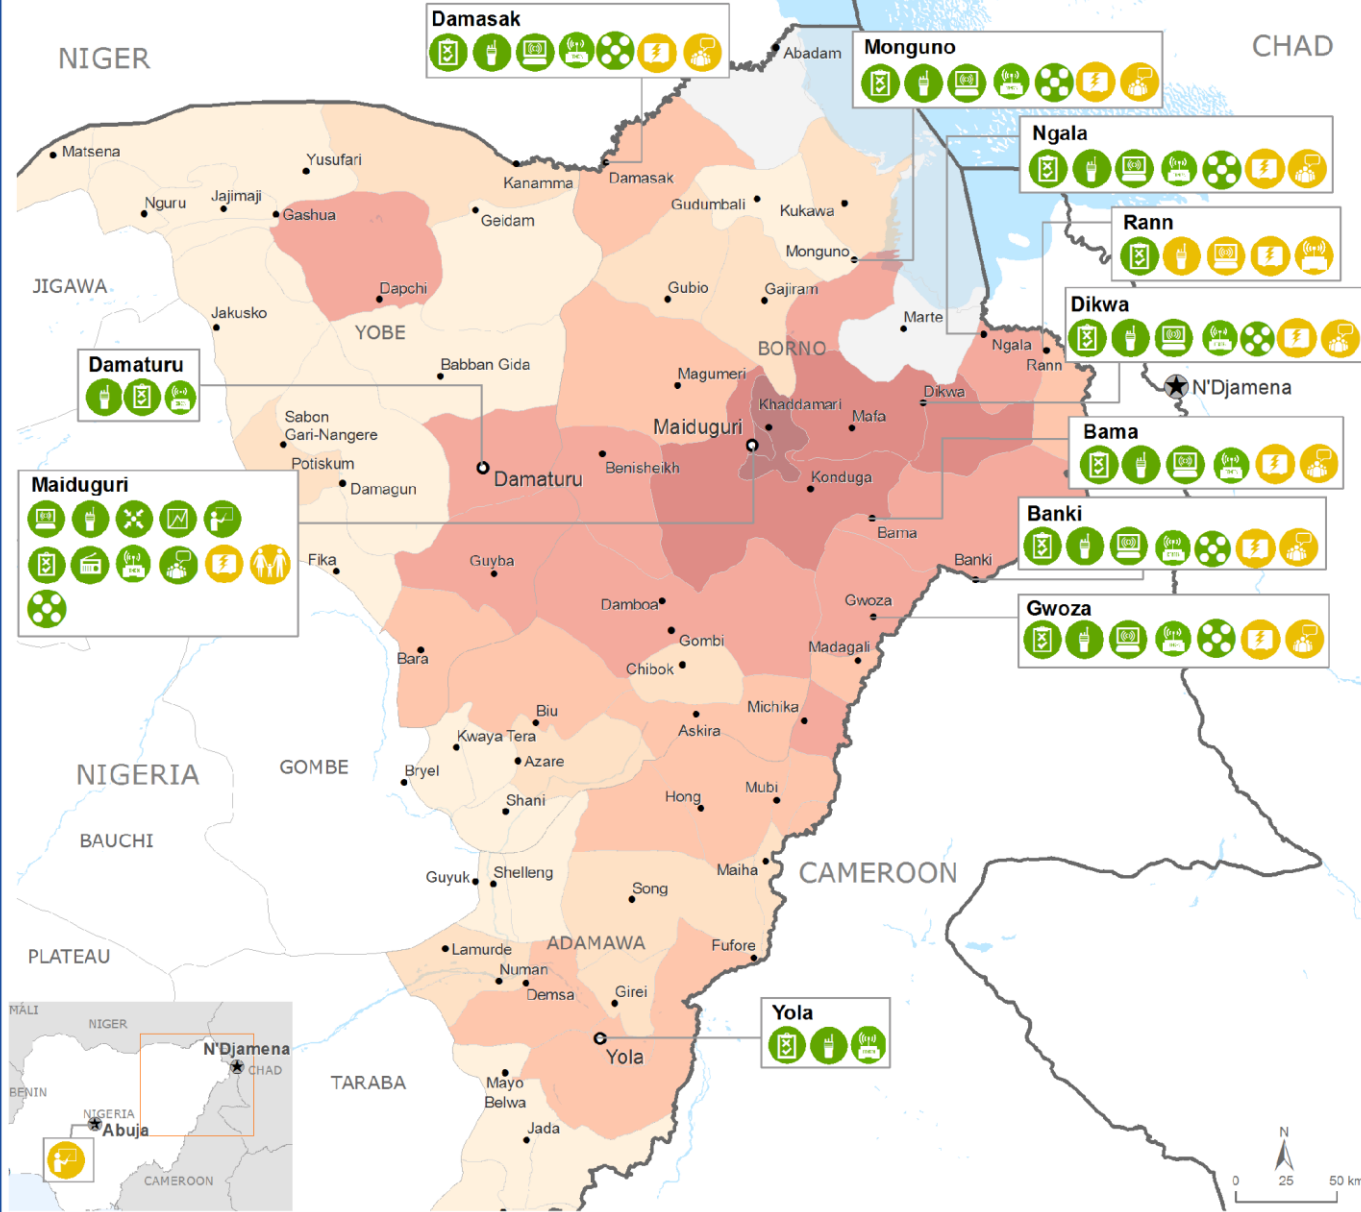 Damasak
NIGER
Abadam
Monguno
CHAD
Ngala
Matsena
Yusufari
Kanamma
Damasak
Nguru
Jajimaji
Gashua
Geidam
Gudumbali
Kukawa
Monguno
Rann
JIGAWA
Dapchi
Gubio
Gajiram
Dikwa
Jakusko
YOBE
Marte
BORNO
Ngala
Rann
Damaturu
Babban Gida
Magumeri
N'Djamena
Khaddamari
Dikwa
Mafa
Maiduguri
Sabon
Gari-Nangere
Potiskum
Damagun
Damaturu
Benisheikh
Konduga
Bama
Maiduguri
Bama
Banki
Fika
Guyba
Banki
Damboa
Gwoza
Gwoza
Gombi
Madagali
Bara
Chibok
Michika
Biu
Askira
Kwaya Tera
Azare
NIGERIA
GOMBE
Bryel
Shani
Hong
Mubi
BAUCHI
Maiha
CAMEROON
Guyuk
Shelleng
Song
PLATEAU
Lamurde
ADAMAWA
Fufore
Numan
Demsa
Girei
Yola
Yola
MALI
NIGER
N'Djamena
CHAD
BENIN
NIGERIA
Abuja
CAMEROON
TARABA
Mayo
Belwa
Jada
N
0 25 50 km